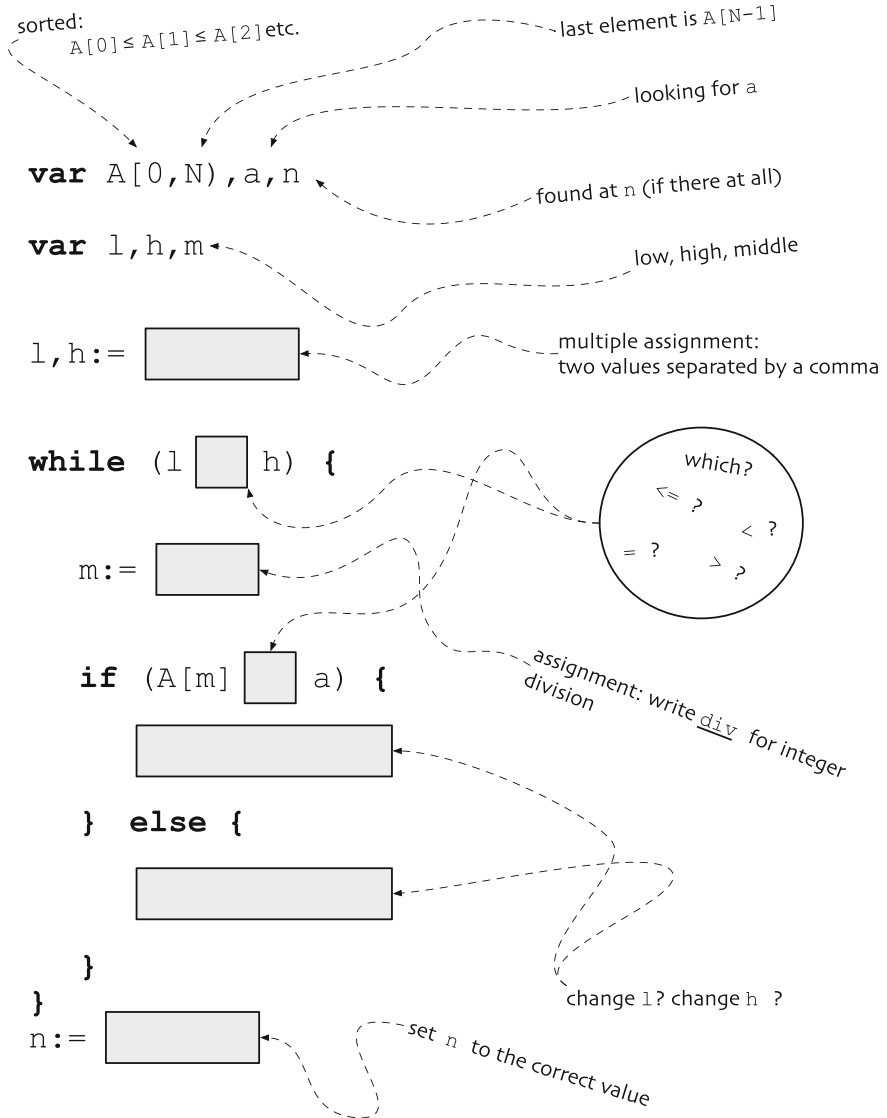 sorted:
A[0] ≤ A[1] ≤ A[2] etc.
last element is A[N-1]
looking for a
var A[0,N),a,n
found at n (if there at all)
var l,h,m
low, high, middle
l,h:=
multiple assignment:
two values separated by a comma
while (l h) {
which?
<= ?
< ?
= ?
> ?
m:=
assignment: write div for integer
division
if (A[m] a) {
} else {
}
change l? change h ?
}
n:=
set n to the correct value